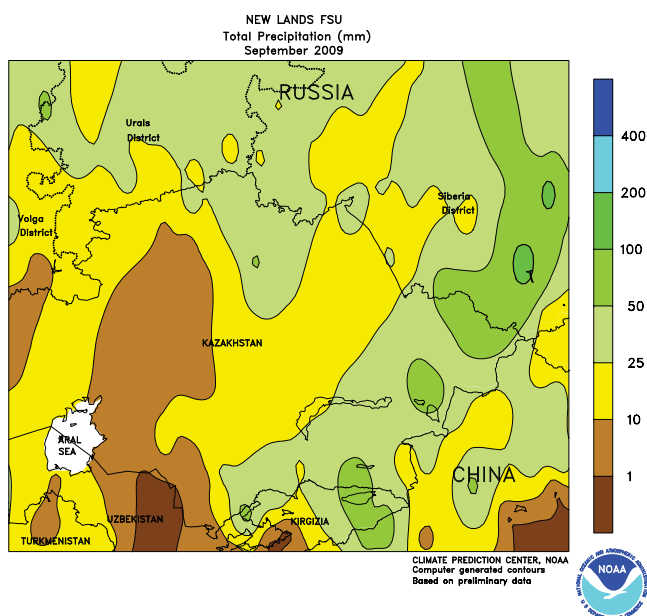 NEW LANDS FSU
Total Precipitation (mm)
September 2009
RUSSIA
Urals
District
Siberia
District
Volga
District
KAZAKHSTAN
ARAL
SEA
CHINA
UZBEKISTAN
KIRGIZIA
TURKMENISTAN
400
200
100
50
25
10
1
CLIMATE PREDICTION CENTER, NOAA
Computer generated contours
Based on preliminary data
NOAA